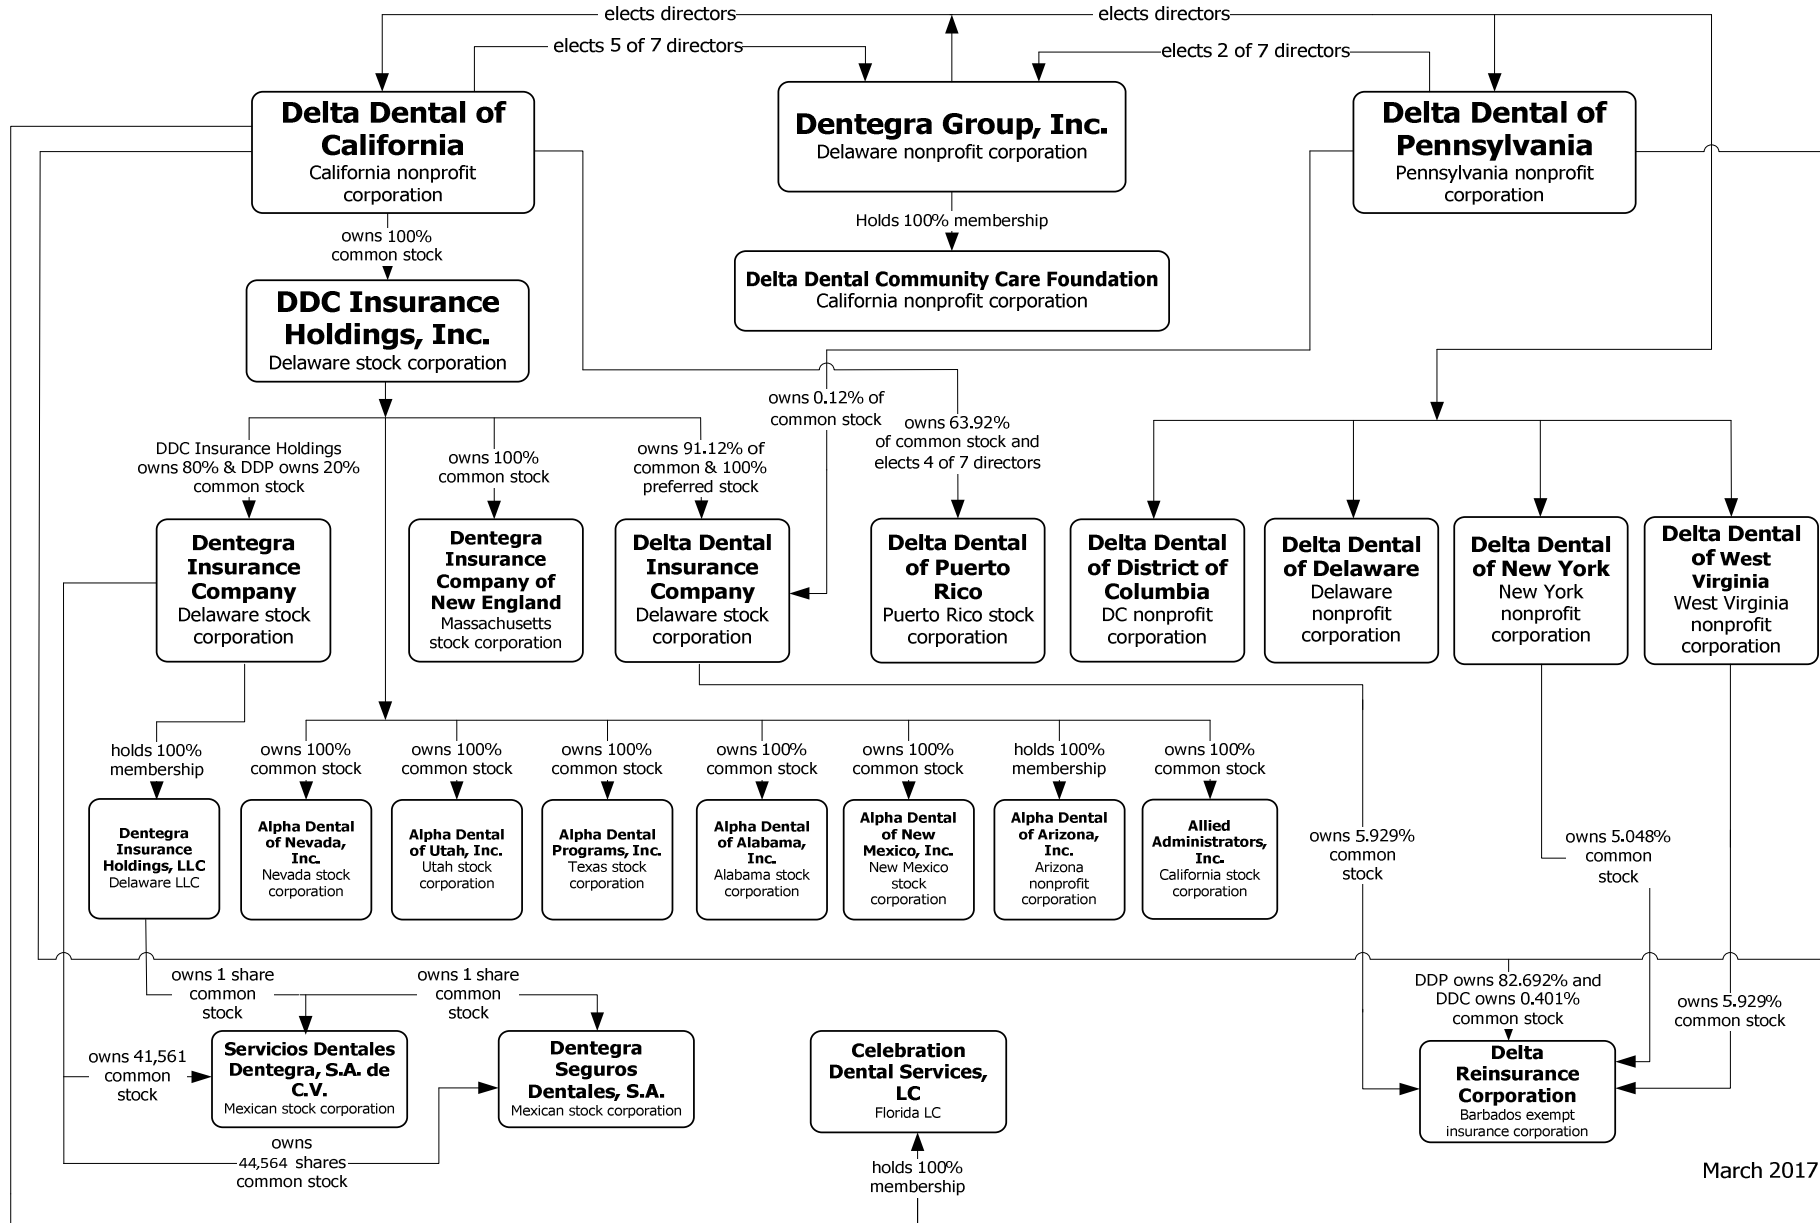 elects directors
elects directors
elects 5 of 7 directors
elects 2 of 7 directors
Delta Dental of
California
California nonprofit
corporation
Dentegra Group, Inc.
Delaware nonprofit corporation
Delta Dental of
Pennsylvania
Pennsylvania nonprofit
corporation
owns 100%
common stock
Holds 100% membership
DDC Insurance
Holdings, Inc.
Delaware stock corporation
Delta Dental Community Care Foundation
California nonprofit corporation
DDC Insurance Holdings
owns 80% & DDP owns 20%
common stock
owns 100%
common stock
owns 91.12% of
common & 100%
preferred stock
owns 0.12% of
common stock
owns 63.92%
of common stock and
elects 4 of 7 directors
Dentegra
Insurance
Company
Delaware stock
corporation
Dentegra
Insurance
Company of
New England
Massachusetts
stock corporation
Delta Dental
Insurance
Company
Delaware stock
corporation
Delta Dental
of Puerto
Rico
Puerto Rico stock
corporation
Delta Dental
of District of
Columbia
DC nonprofit
corporation
Delta Dental
of Delaware
Delaware
nonprofit
corporation
Delta Dental
of New York
New York
nonprofit
corporation
Delta Dental
of West
Virginia
West Virginia
nonprofit
corporation
holds 100%
membership
owns 100%
common stock
owns 100%
common stock
owns 100%
common stock
owns 100%
common stock
owns 100%
common stock
holds 100%
membership
owns 100%
common stock
Dentegra
Insurance
Holdings, LLC
Delaware LLC
Alpha Dental
of Nevada,
Inc.
Nevada stock
corporation
Alpha Dental
of Utah, Inc.
Utah stock
corporation
Alpha Dental
Programs, Inc.
Texas stock
corporation
Alpha Dental
of Alabama,
Inc.
Alabama stock
corporation
Alpha Dental
of New
Mexico, Inc.
New Mexico
stock
corporation
Alpha Dental
of Arizona,
Inc.
Arizona
nonprofit
corporation
Allied
Administrators,
Inc.
California stock
corporation
owns 5.929%
common
stock
owns 5.048%
common
stock
owns 1 share
common
stock
owns 1 share
common
stock
DDP owns 82.692% and
DDC owns 0.401%
common stock
owns 5.929%
common stock
owns 41,561
common
stock
Servicios Dentales
Dentegra, S.A. de
C.V.
Mexican stock corporation
Dentegra
Seguros
Dentales, S.A.
Mexican stock corporation
Celebration
Dental Services,
LC
Florida LC
Delta
Reinsurance
Corporation
Barbados exempt
insurance corporation
owns
44,564 shares
common stock
holds 100%
membership
March 2017